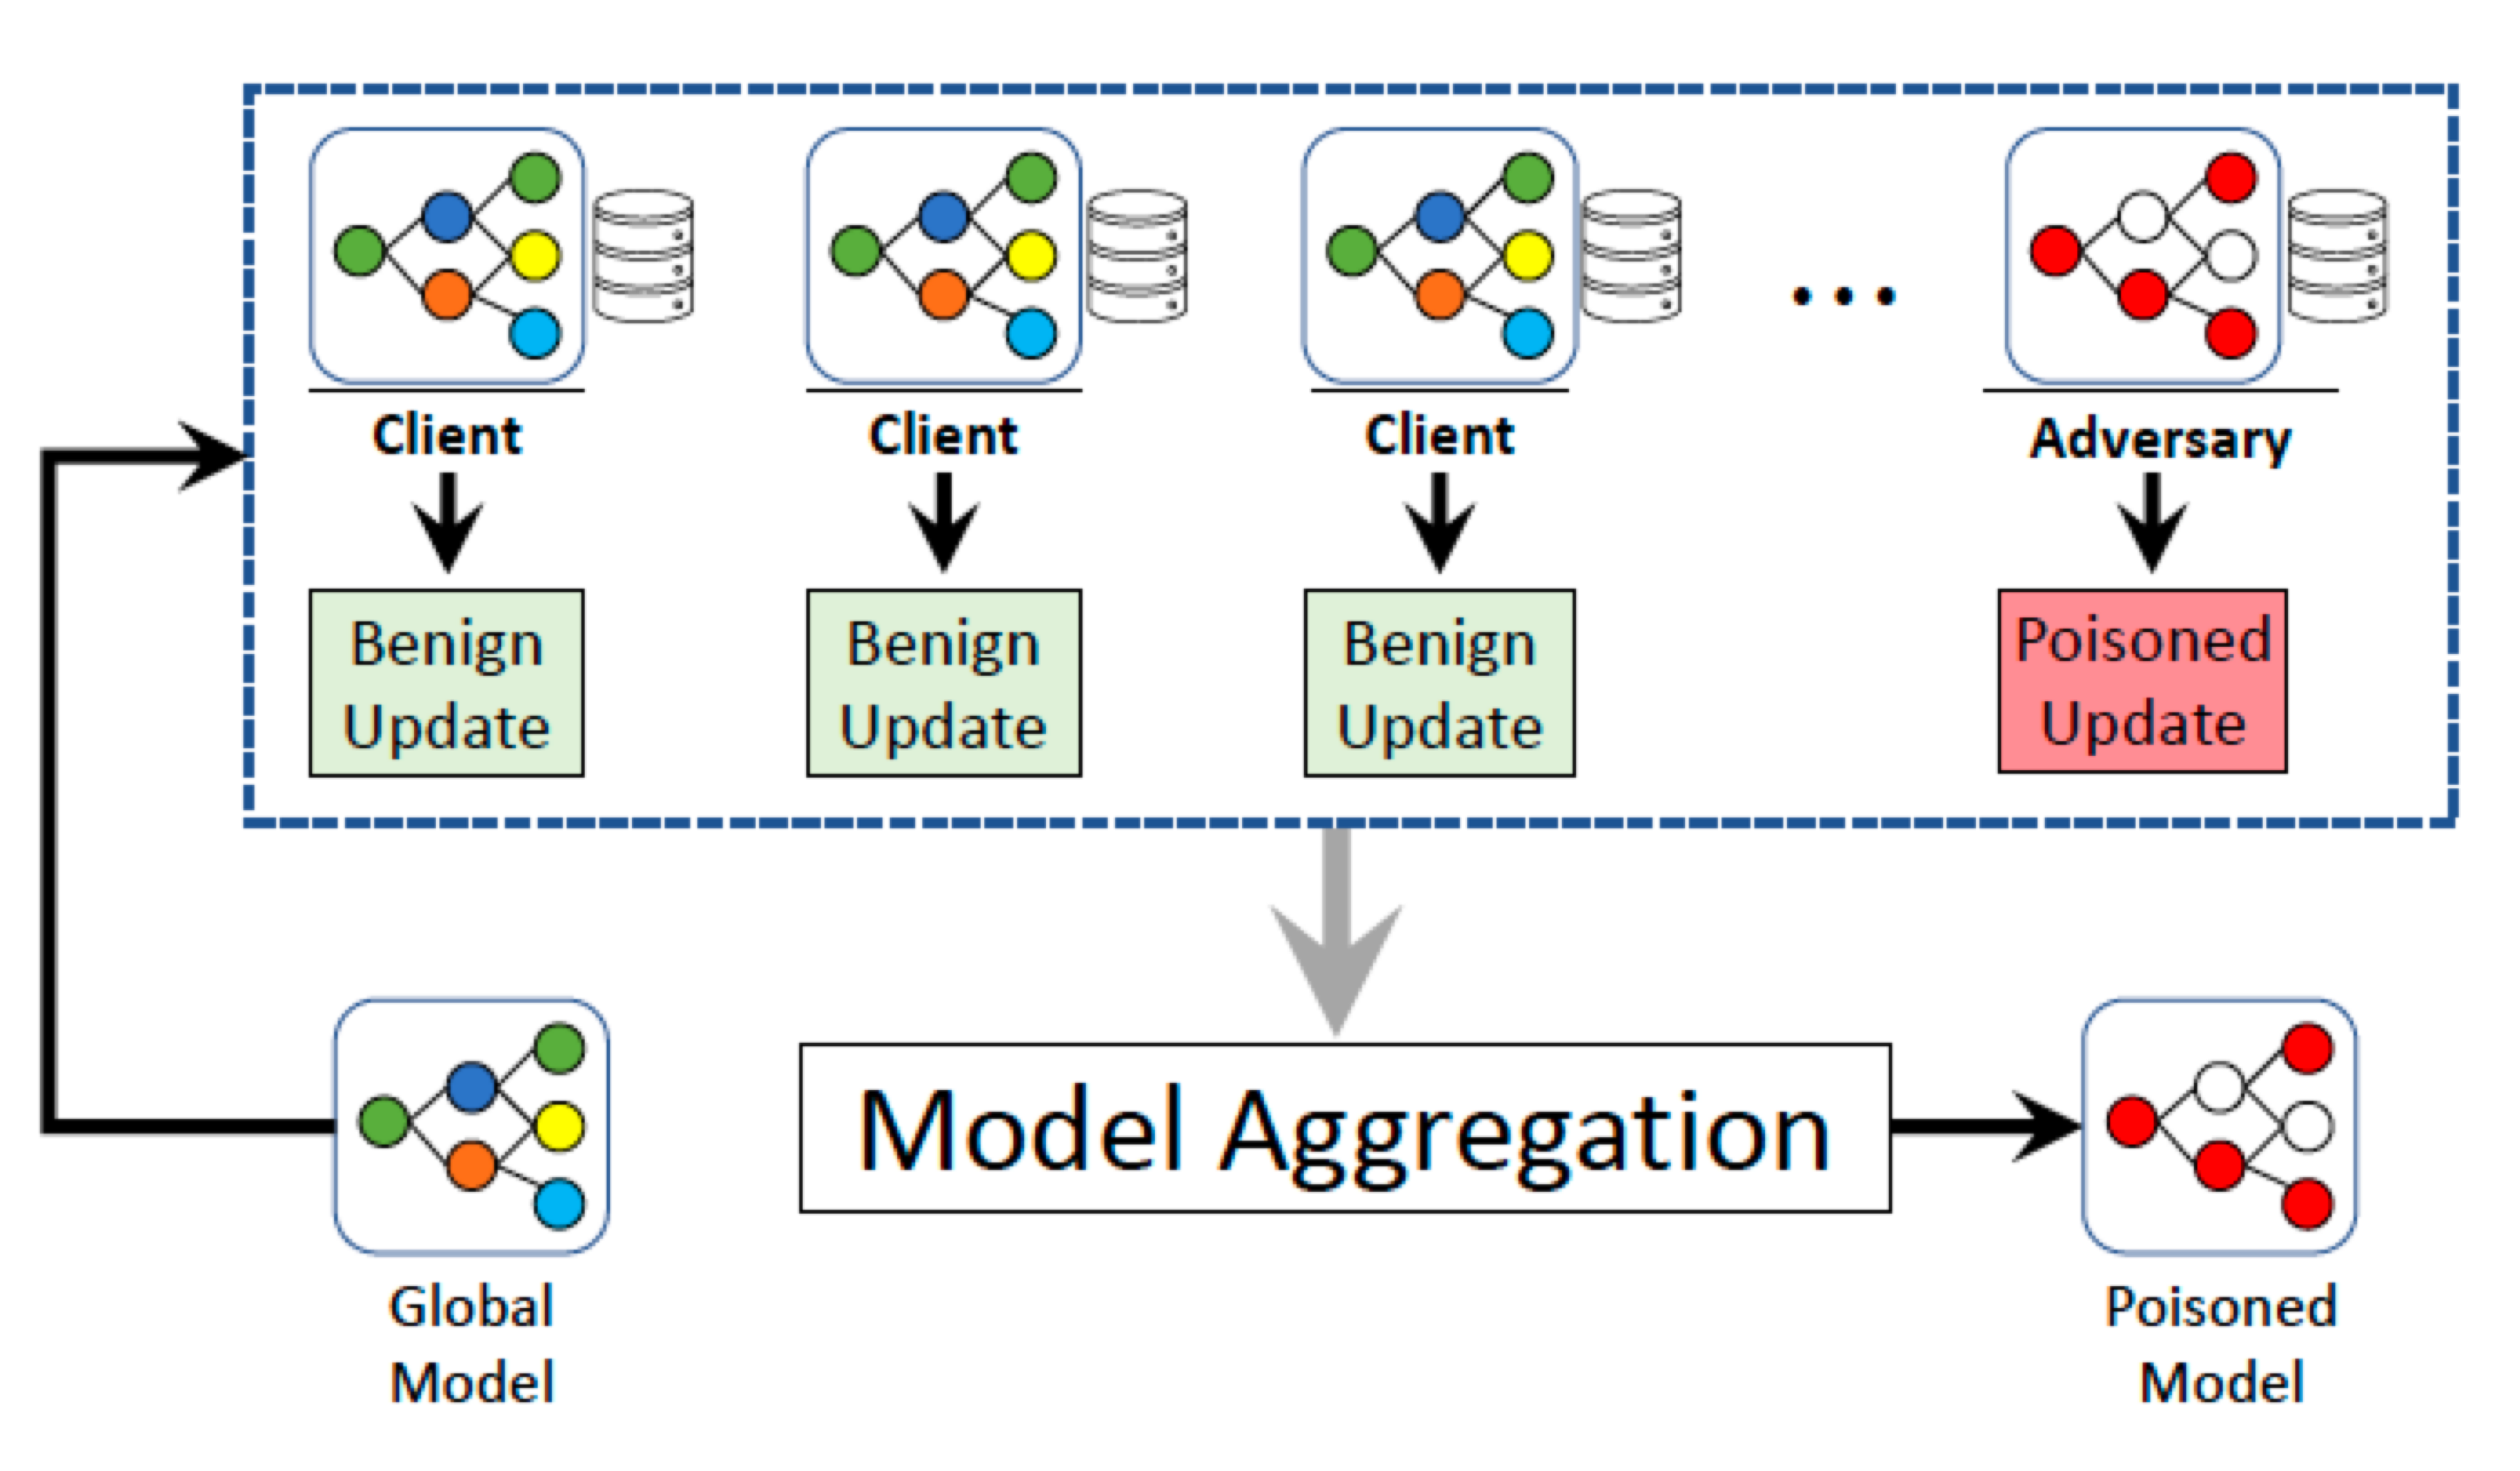 Client
Client
Client
...
Adversary
Benign
Update
Benign
Update
Benign
Update
Poisoned
Update
Model Aggregation
Global
Model
Poisoned
Model